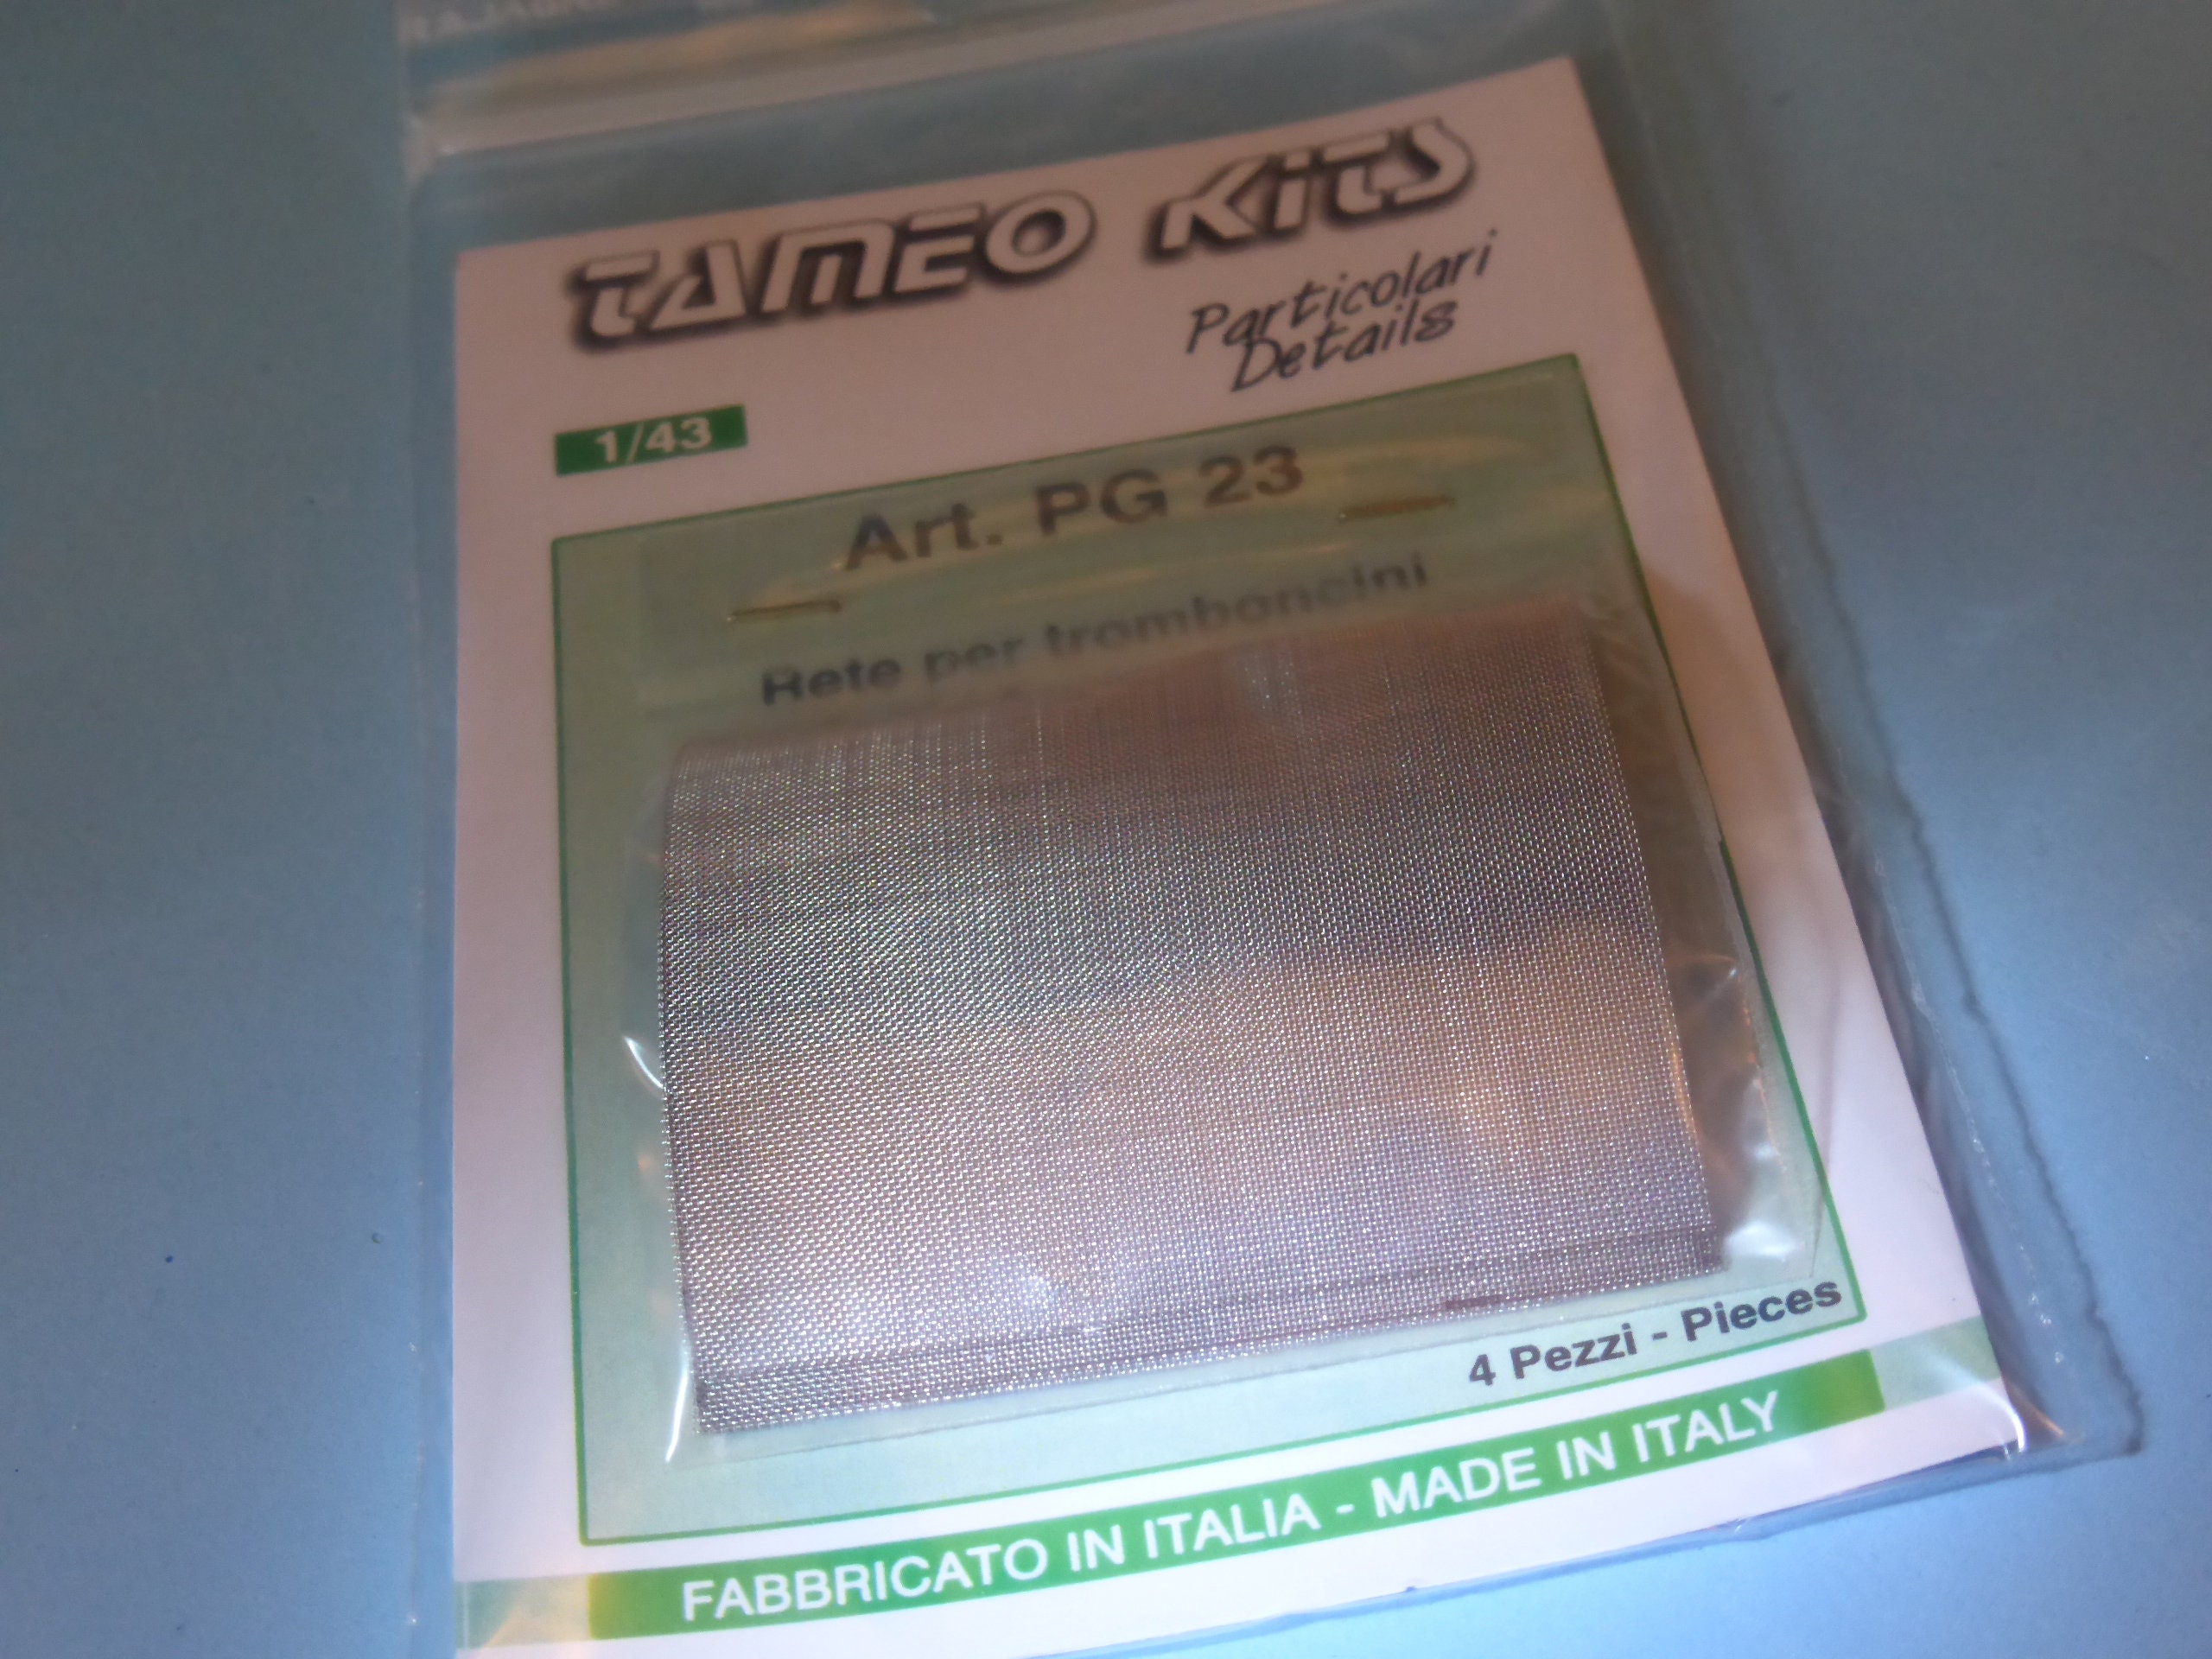 TAMEO KITS
Particolari
Details
1/43
Art. PG 23
Rete per tromboncini
4 Pezzi - Pieces
FABBRICATO IN ITALIA - MADE IN ITALY